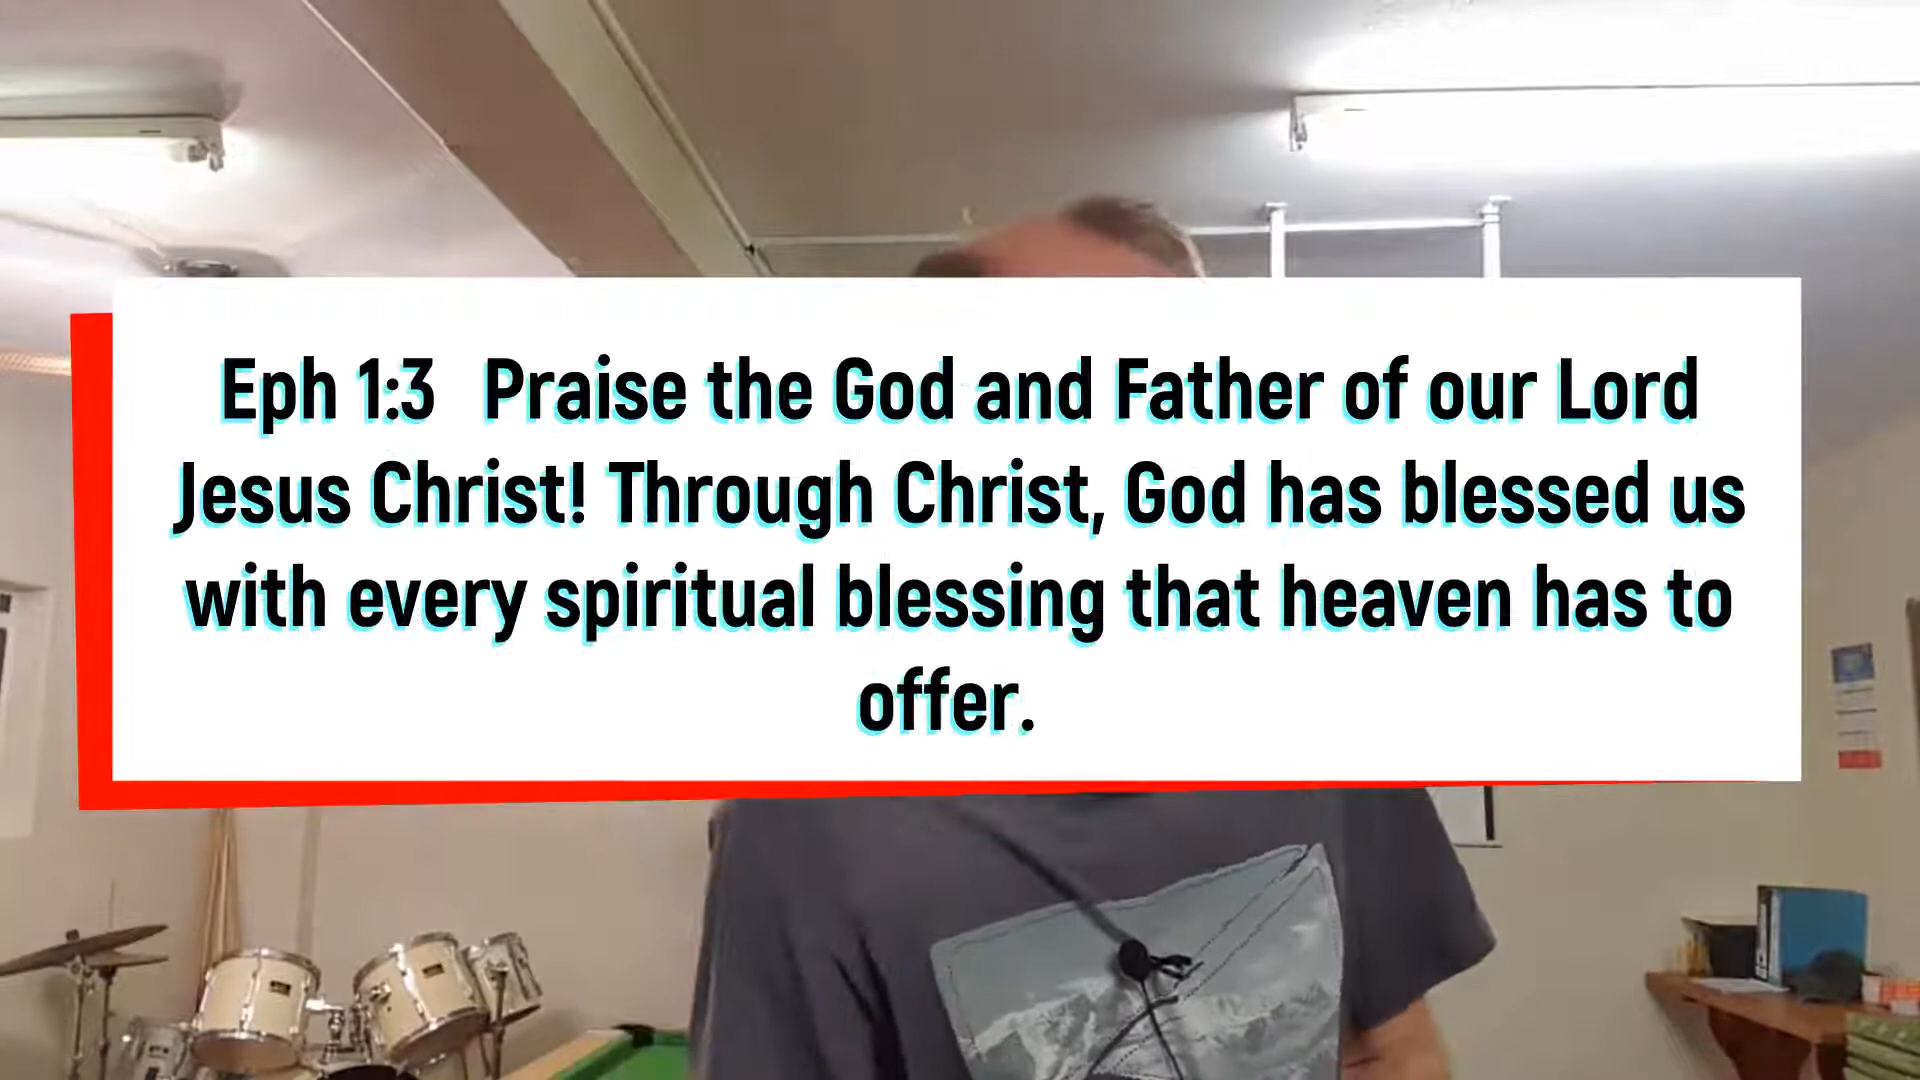 Eph 1:3 Praise the God and Father of our Lord
Jesus Christ! Through Christ, God has blessed us
with every spiritual blessing that heaven has to
offer.